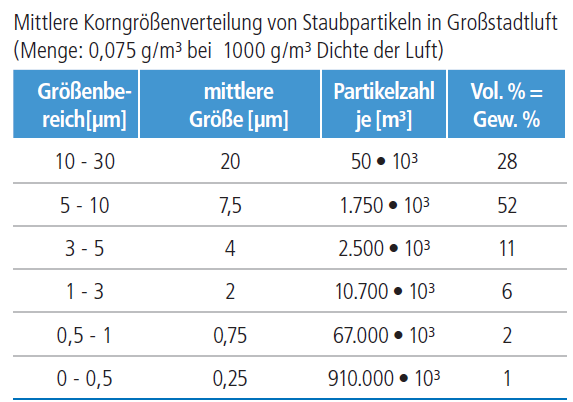 Mittlere Korngrößenverteilung von Staubpartikeln in Großstadtluft
(Menge: 0,075 g/m³ bei 1000 g/m³ Dichte der Luft)
Größenbe-
reich[µm] mittlere
Größe [µm] Partikelzahl
je [m³] Vol. % =
Gew. %
10 - 30 20 50 • 10³ 28
5 - 10 7,5 1.750 • 10³ 52
3 - 5 4 2.500 • 10³ 11
1 - 3 2 10.700 • 10³ 6
0,5 - 1 0,75 67.000 • 10³ 2
0 - 0,5 0,25 910.000 • 10³ 1